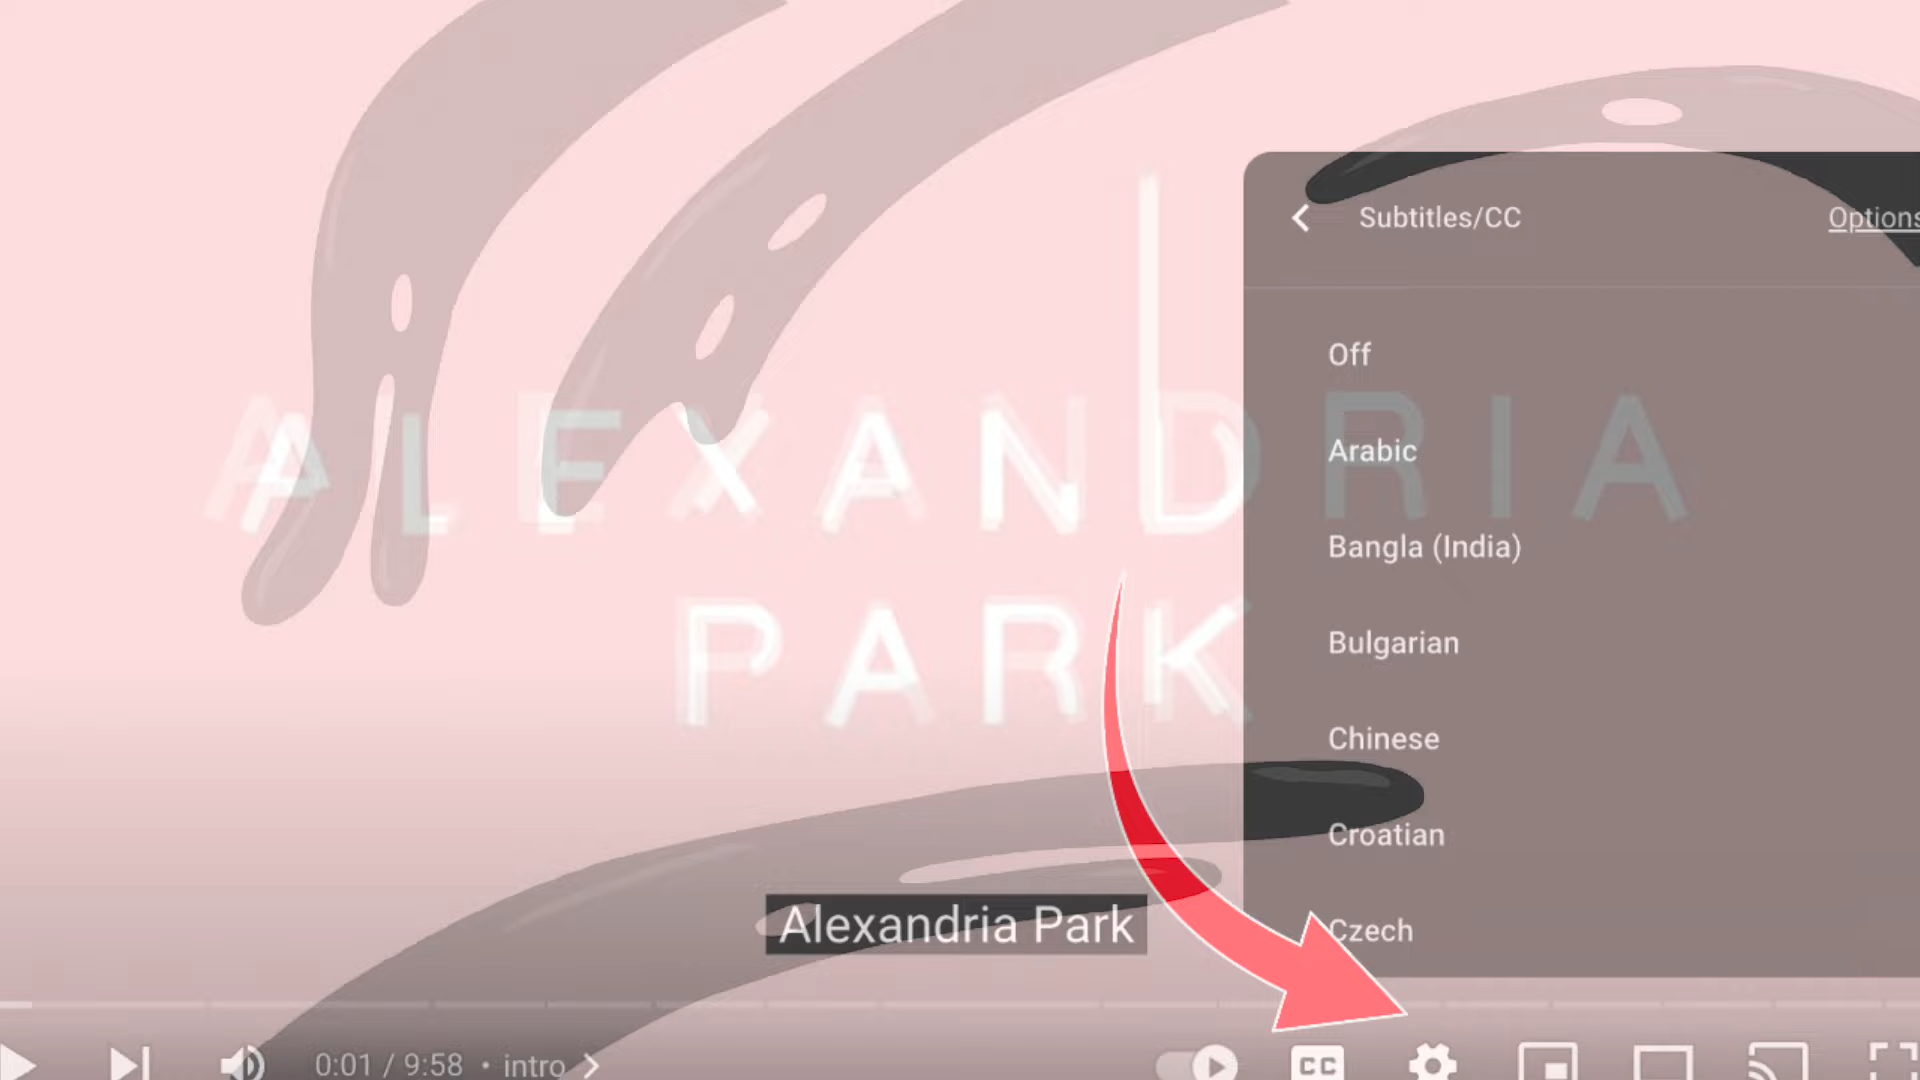 Subtitles/CC
Options
Off
ALEXANDRIA
Arabic
Bangla (India)
PARK
Bulgarian
Chinese
Croatian
Alexandria Park
Czech
0:01 / 9:58 • intro
CC